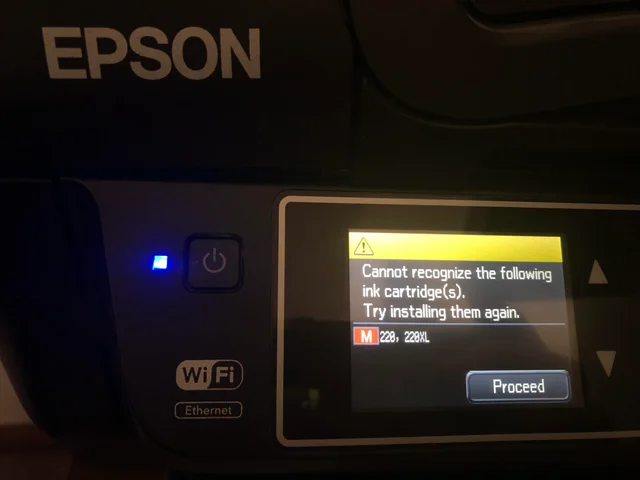 EPSON
Cannot recognize the following
ink cartridge(s).
Try installing them again.
M 220, 220XL
Proceed
WiFi
Ethernet